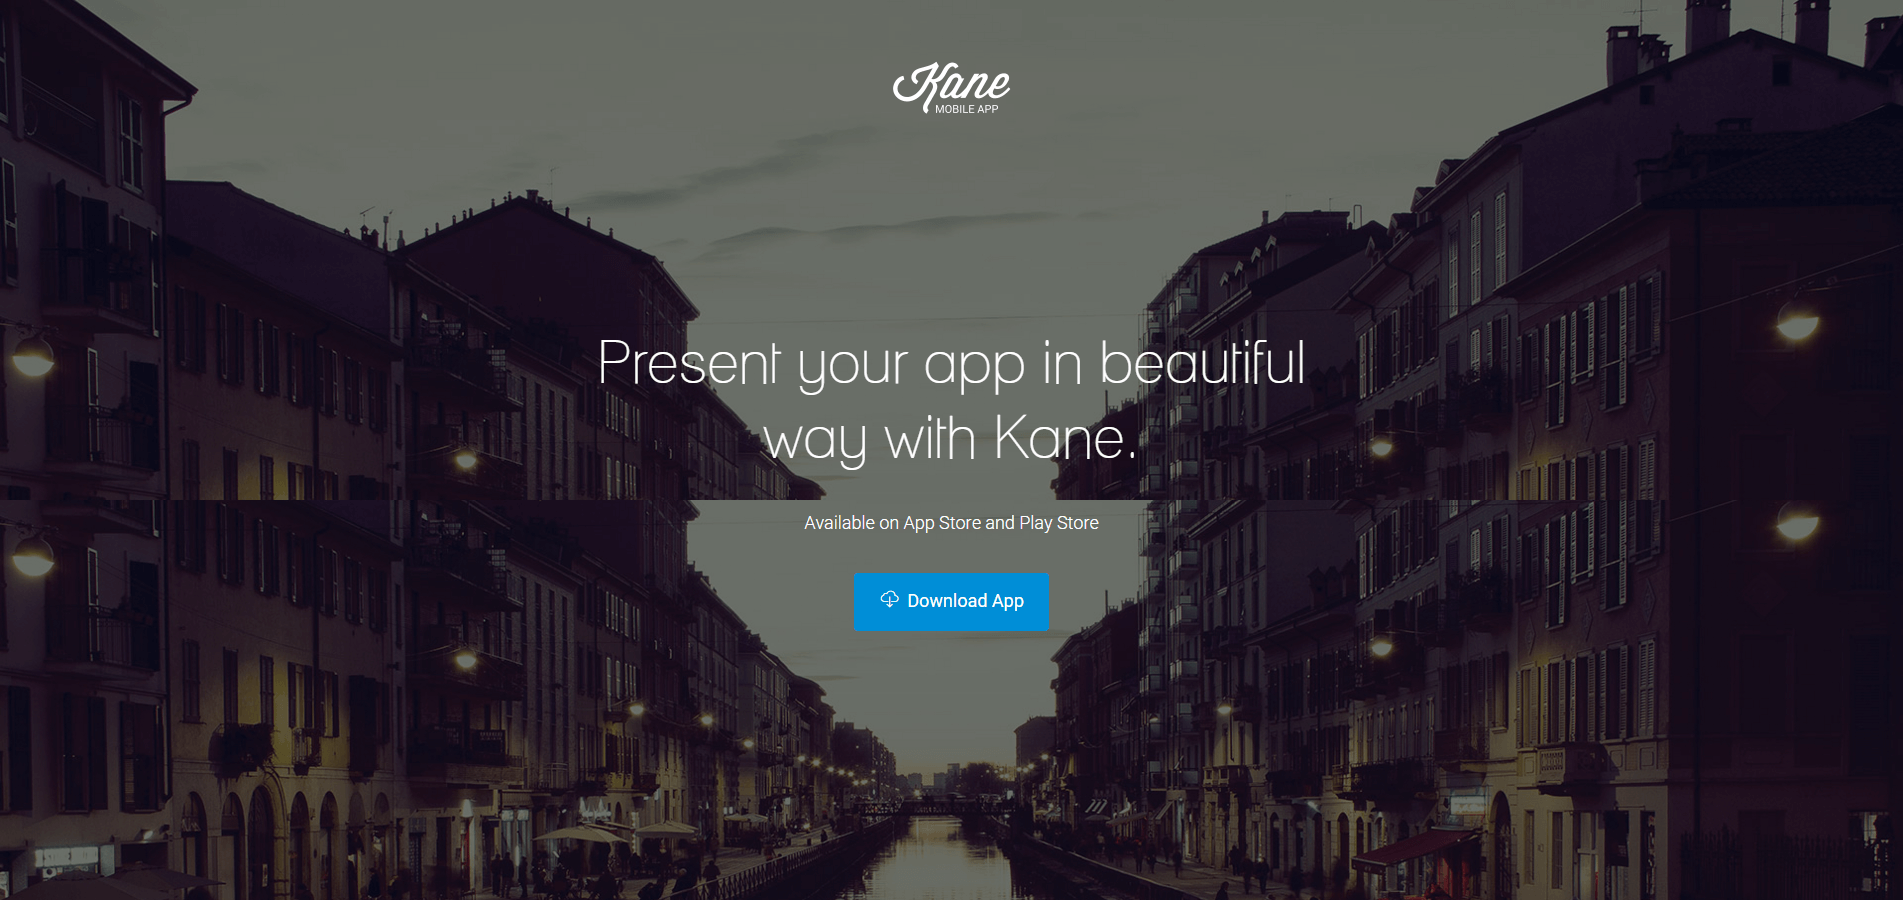 Kane
MOBILE APP
Present your app in beautiful
way with Kane.
Available on App Store and Play Store
Download App